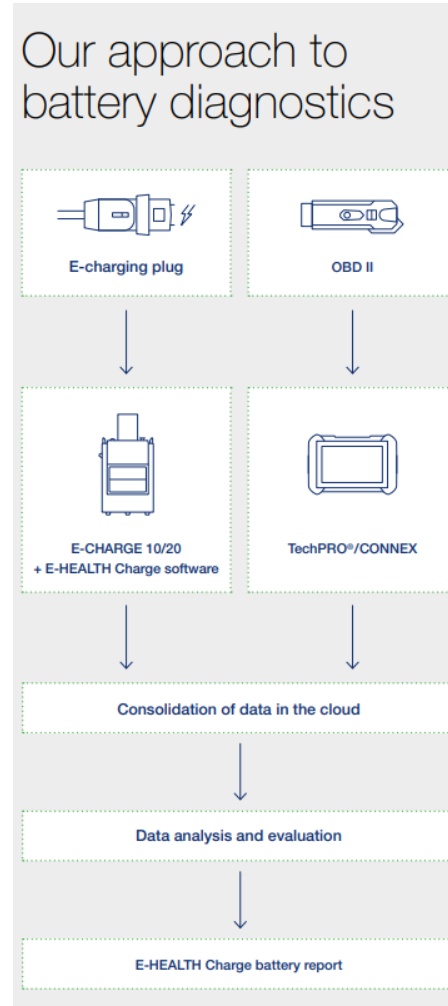 Our approach to
battery diagnostics
E-charging plug
OBD II
E-CHARGE 10/20
+ E-HEALTH Charge software
TechPRO®/CONNEX
Consolidation of data in the cloud
Data analysis and evaluation
E-HEALTH Charge battery report